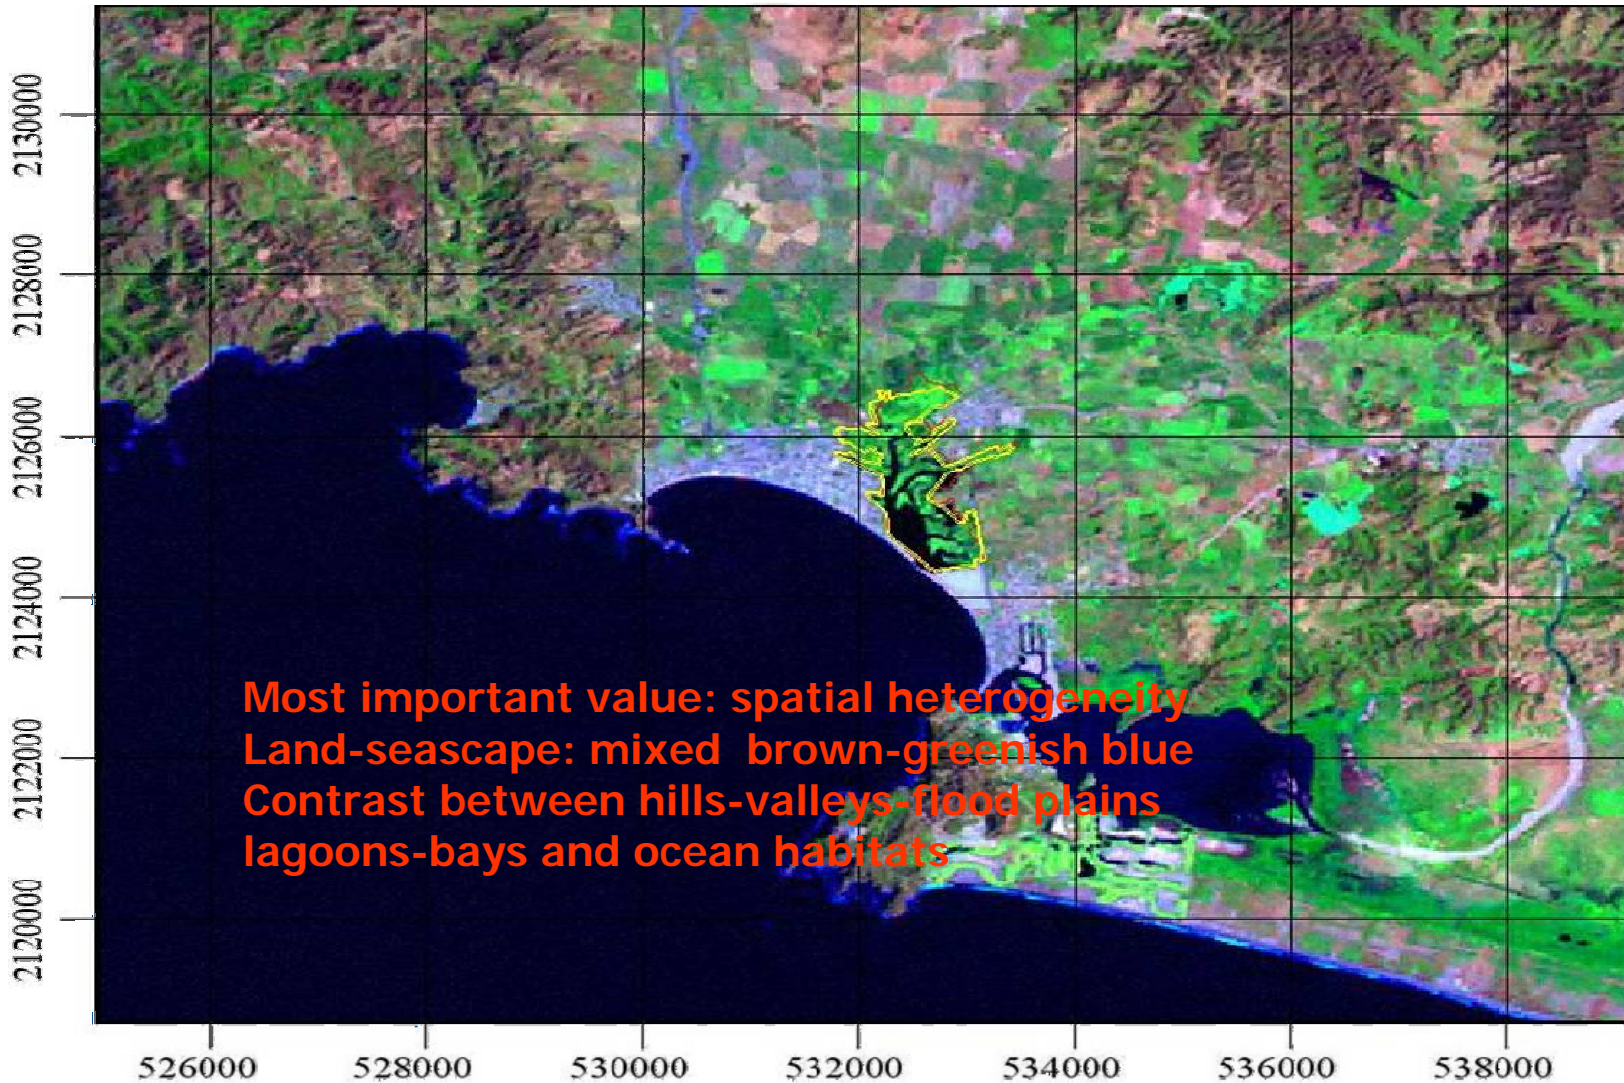 2130000
2128000
2126000
2124000
2122000
2120000
Most important value: spatial heterogeneity
Land-seascape: mixed brown-greenish blue
Contrast between hills-valleys-flood plains
lagoons-bays and ocean habitats
526000 528000 530000 532000 534000 536000 538000